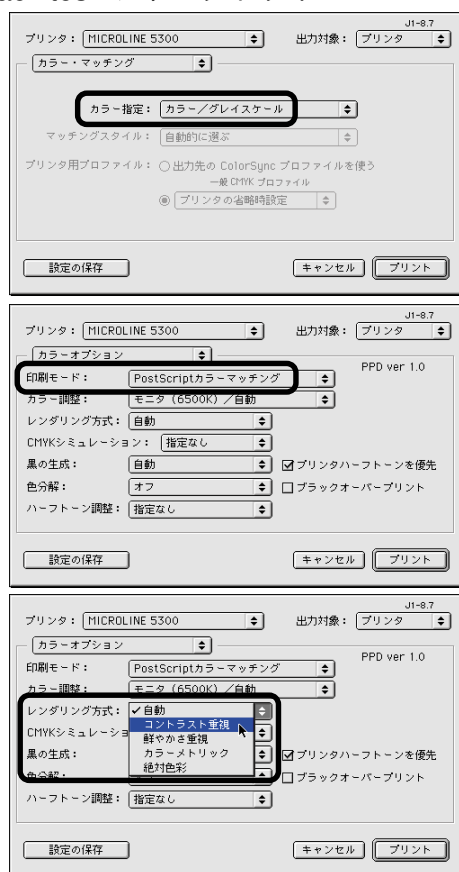 J1-8.7
プリンタ： MICROLINE 5300 出力対象： プリンタ
カラー・マッチング
カラー指定： カラー／グレイスケール
マッチングスタイル： 自動的に選ぶ
プリンタ用プロファイル： 出力先の ColorSync プロファイルを使う
一般 CMYK プロファイル
プリンタの省略時設定
設定の保存 キャンセル プリント
J1-8.7
プリンタ： MICROLINE 5300 出力対象： プリンタ
カラーオプション
PPD ver 1.0
印刷モード： PostScriptカラーマッチング
カラー調整： モニタ（6500K）／自動
レンダリング方式： 自動
CMYKシミュレーション： 指定なし
黒の生成： 自動 プリンタハーフトーンを優先
色分解： オフ ブラックオーバープリント
ハーフトーン調整： 指定なし
設定の保存 キャンセル プリント
J1-8.7
プリンタ： MICROLINE 5300 出力対象： プリンタ
カラーオプション
PPD ver 1.0
印刷モード： PostScriptカラーマッチング
カラー調整： モニタ（6500K）／自動
レンダリング方式： ✓自動
コントラスト重視
CMYKシミュレーショ 鮮やかさ重視
黒の生成： カラーメトリック プリンタハーフトーンを優先
絶対色彩
色分解： ブラックオーバープリント
ハーフトーン調整： 指定なし
設定の保存 キャンセル プリント